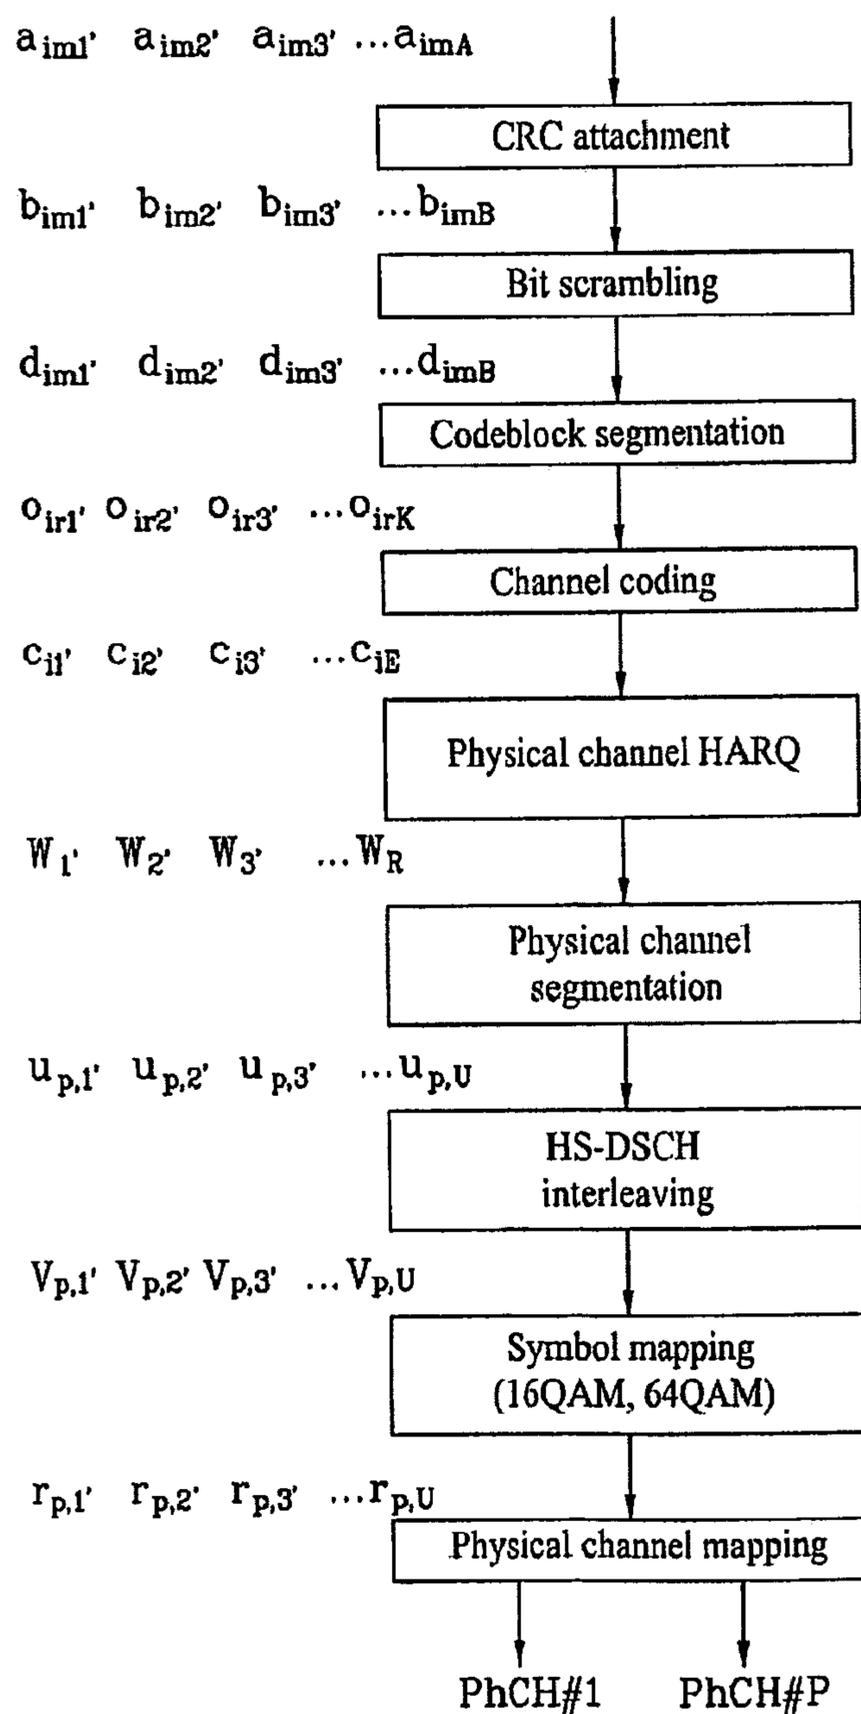 a_im1, a_im2, a_im3, ...a_imA
CRC attachment
b_im1, b_im2, b_im3, ...b_imB
Bit scrambling
d_im1, d_im2, d_im3, ...d_imB
Codeblock segmentation
o_ir1, o_ir2, o_ir3, ...o_irK
Channel coding
c_i1, c_i2, c_i3, ...c_iE
Physical channel HARQ
W_1, W_2, W_3, ...W_R
Physical channel
segmentation
u_p,1, u_p,2, u_p,3, ...u_p,U
HS-DSCH
interleaving
V_p,1, V_p,2, V_p,3, ...V_p,U
Symbol mapping
(16QAM, 64QAM)
r_p,1, r_p,2, r_p,3, ...r_p,U
Physical channel mapping
PhCH#1 PhCH#P